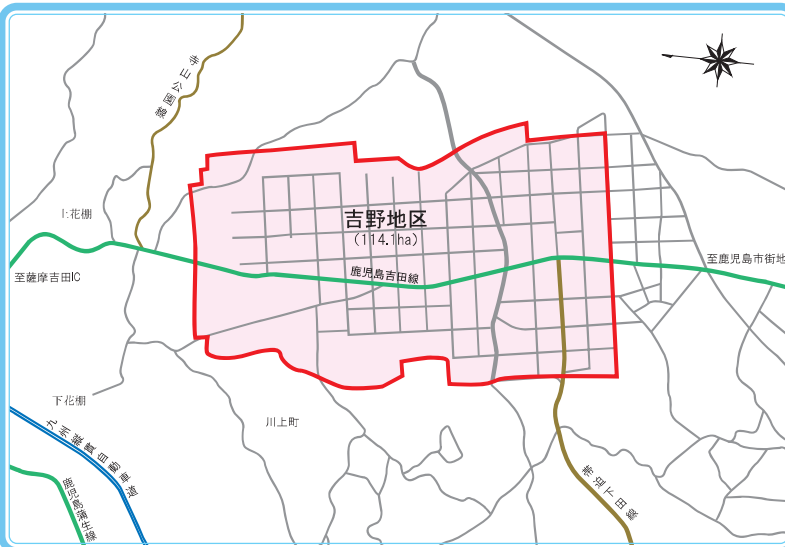 寺山公園線
上花棚
吉野地区
（114.1ha）
鹿児島吉田線
至薩摩吉田IC
至鹿児島市街地
下花棚
川上町
九州縦貫自動車道
鹿児島蒲生線
帯迫下田線